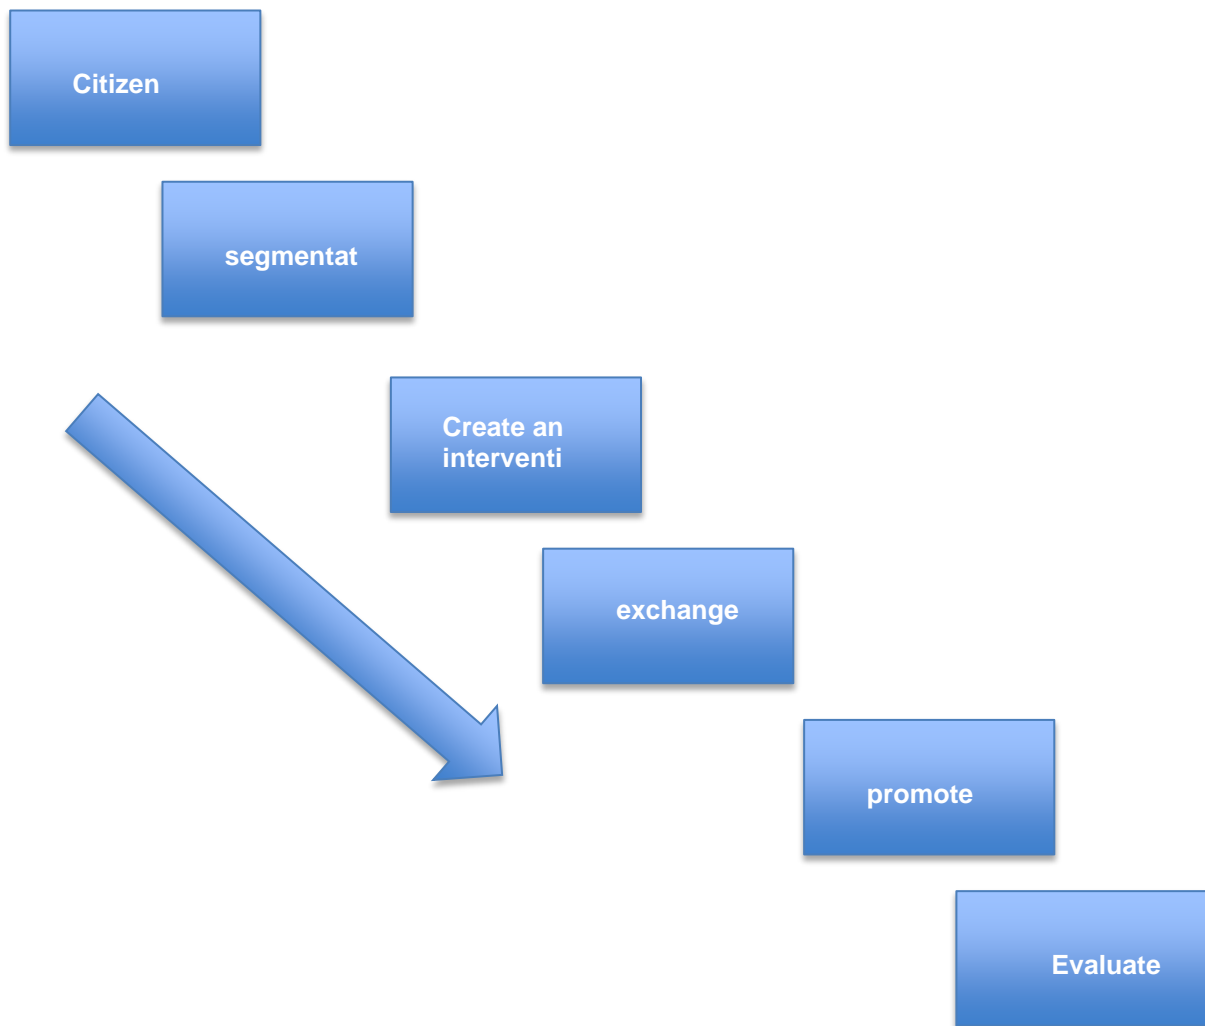 Citizen
segmentat
Create an
interventi
exchange
promote
Evaluate